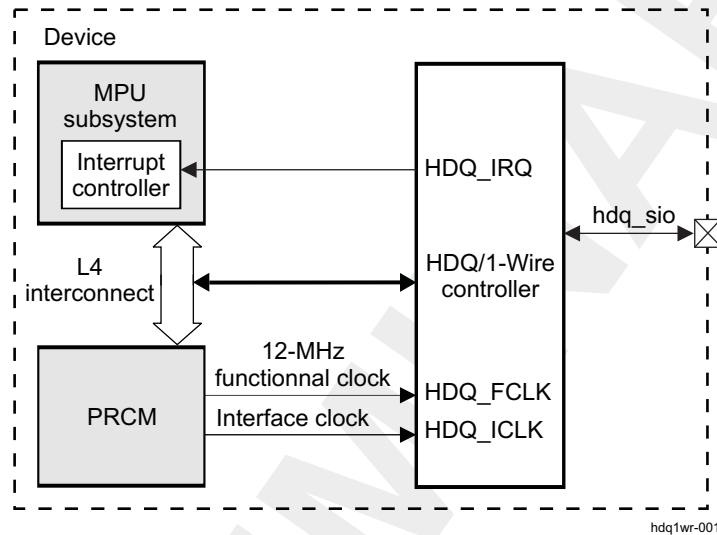 Device
MPU
subsystem
Interrupt
controller
HDQ_IRQ
hdq_sio
L4
interconnect
HDQ/1-Wire
controller
12-MHz
functionnal clock
PRCM
HDQ_FCLK
Interface clock
HDQ_ICLK
hdq1wr-001